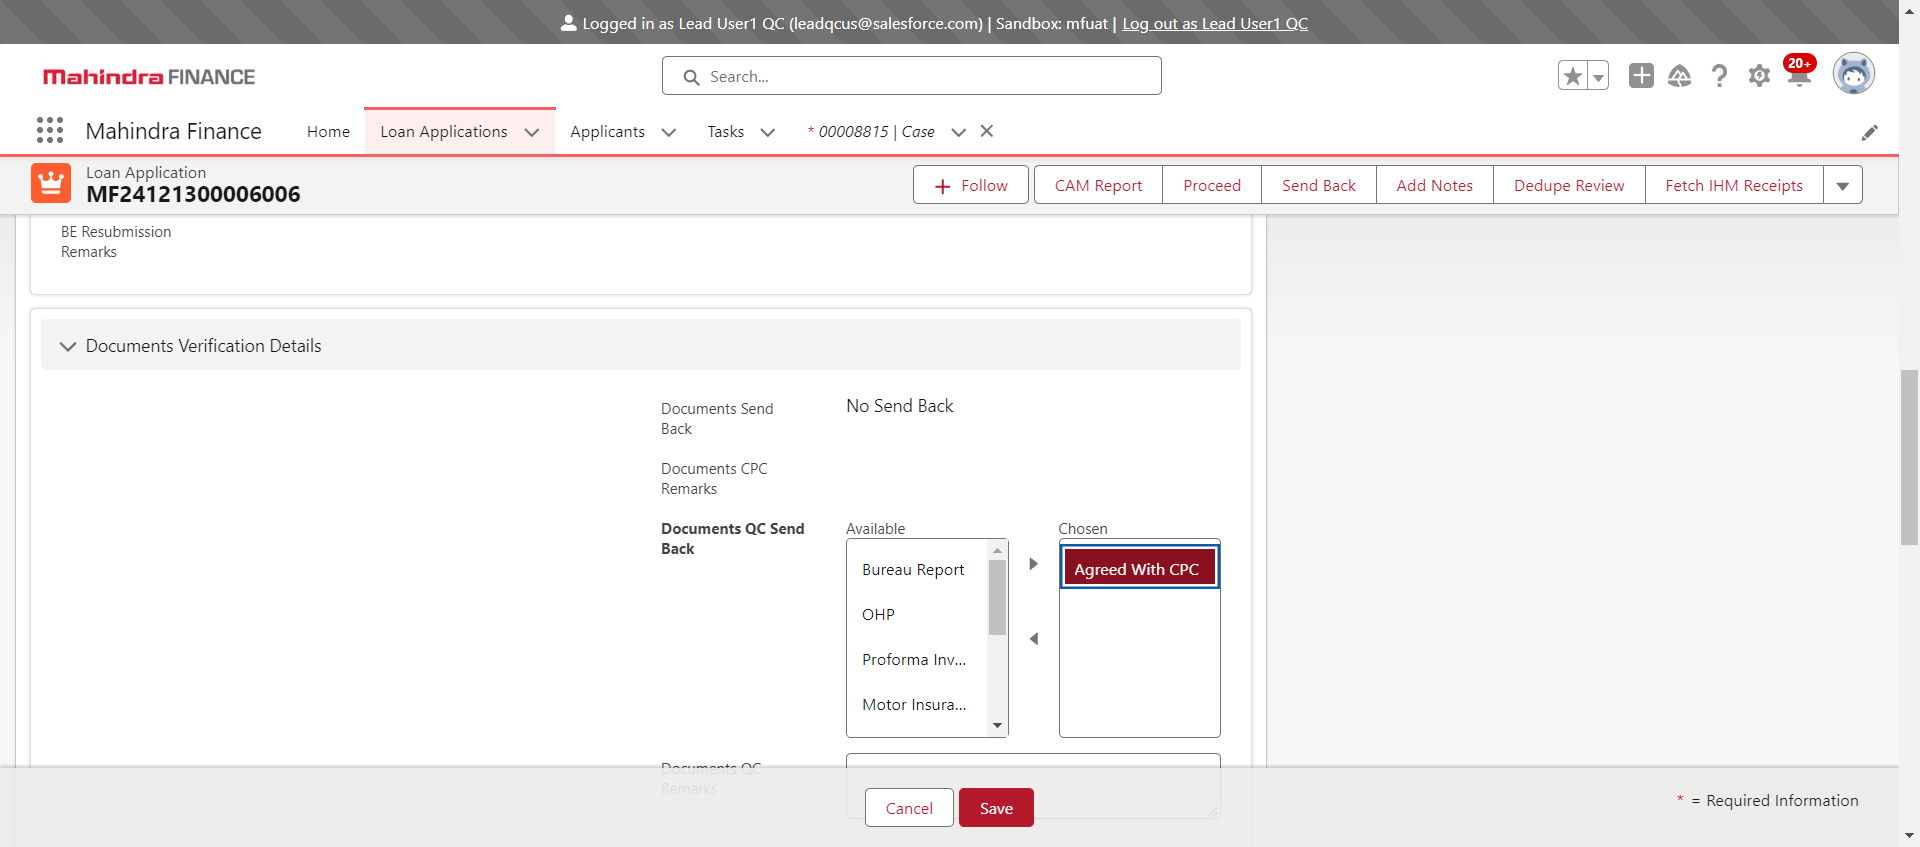 Logged in as Lead User1 QC (leadqcus@salesforce.com) | Sandbox: mfuat | Log out as Lead User1 QC
Mahindra FINANCE
Search...
20+
Mahindra Finance
Home
Loan Applications
Applicants
Tasks
* 00008815 | Case
Loan Application
MF24121300006006
Follow
CAM Report
Proceed
Send Back
Add Notes
Dedupe Review
Fetch IHM Receipts
BE Resubmission
Remarks
Documents Verification Details
Documents Send
Back
No Send Back
Documents CPC
Remarks
Documents QC Send
Back
Available
Chosen
Bureau Report
OHP
Proforma Inv...
Motor Insura...
Agreed With CPC
Documents QC
Remarks
Cancel
Save
* = Required Information